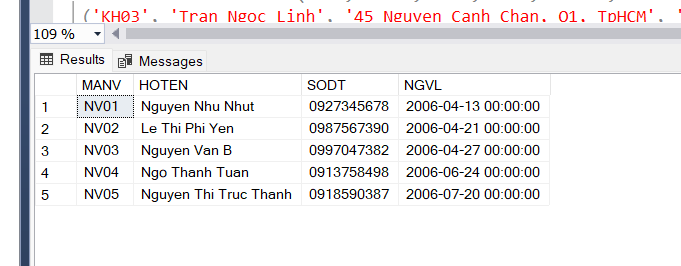 ('KH03', 'Tran Ngoc Linh', '45 Nguyen Canh Chan, Q1, TpHCM', '
109 %
Results Messages
MANV HOTEN SODT NGVL
1 NV01 Nguyen Nhu Nhut 0927345678 2006-04-13 00:00:00
2 NV02 Le Thi Phi Yen 0987567390 2006-04-21 00:00:00
3 NV03 Nguyen Van B 0997047382 2006-04-27 00:00:00
4 NV04 Ngo Thanh Tuan 0913758498 2006-06-24 00:00:00
5 NV05 Nguyen Thi Truc Thanh 0918590387 2006-07-20 00:00:00